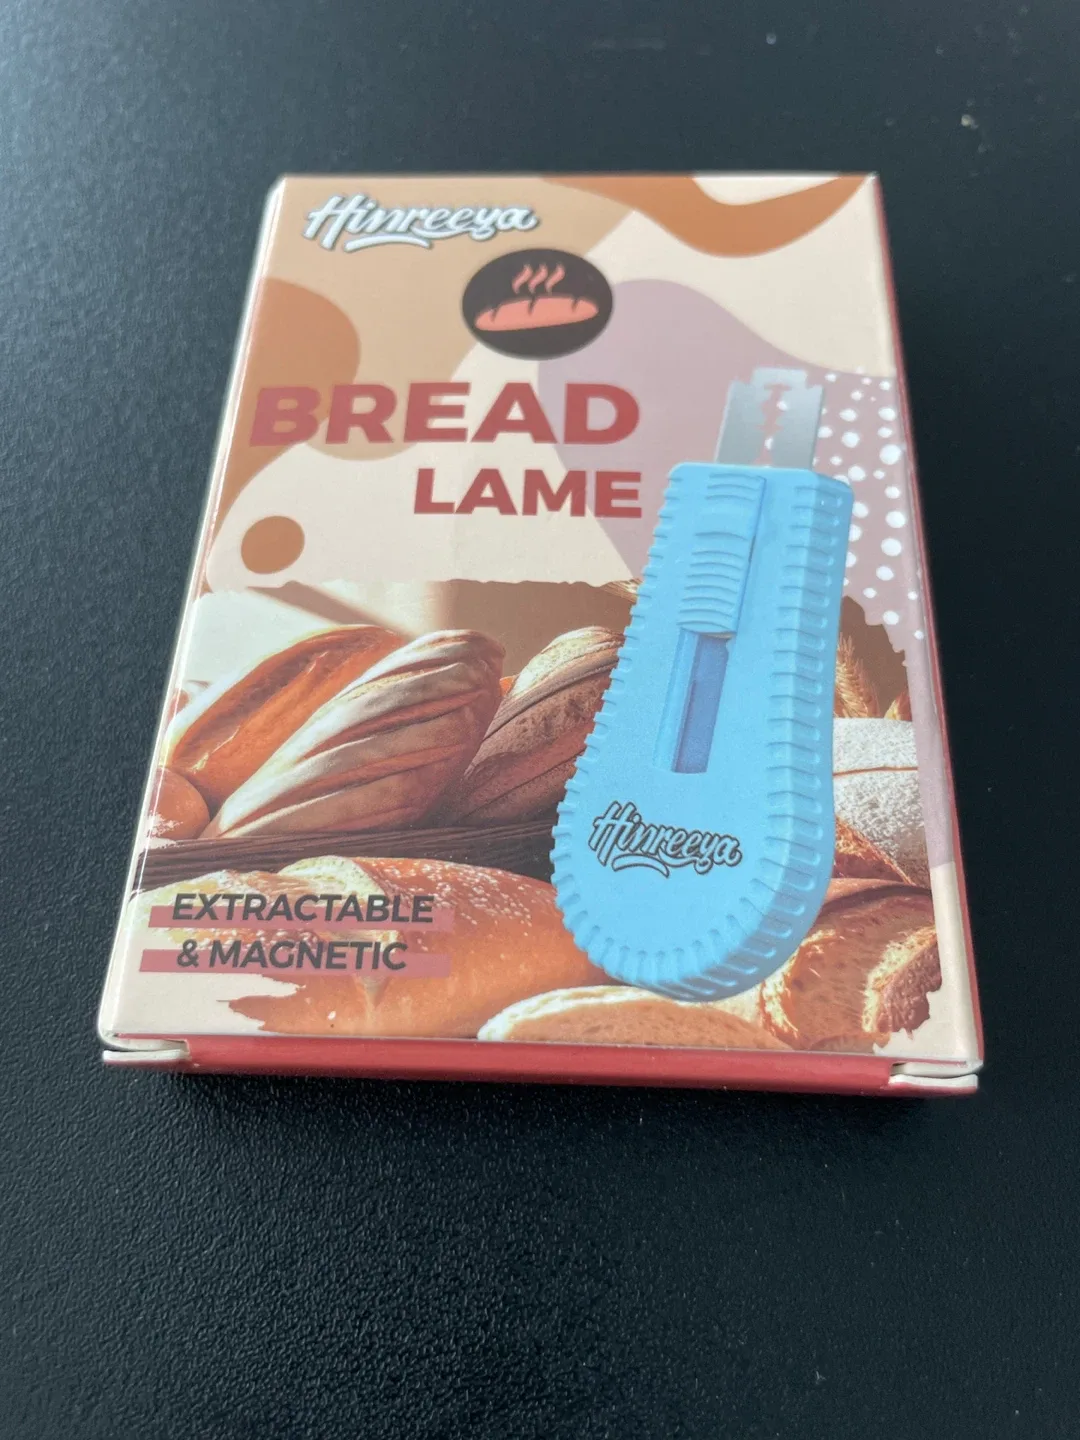 Hinreeya
BREAD
LAME
Hinreeya
EXTRACTABLE
& MAGNETIC